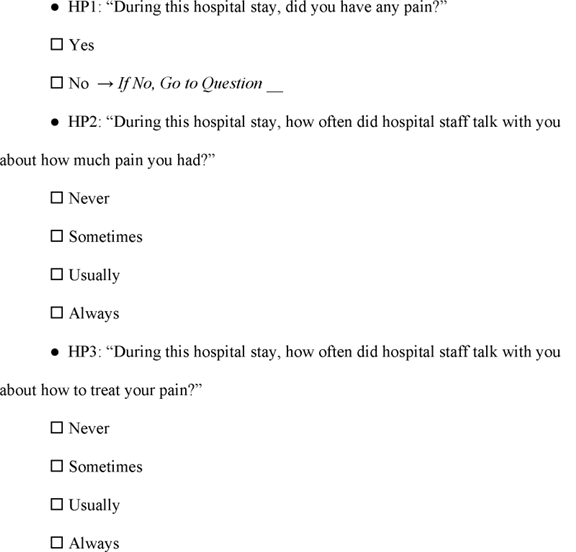 ● HP1: “During this hospital stay, did you have any pain?”
☐ Yes
☐ No → If No, Go to Question __
● HP2: “During this hospital stay, how often did hospital staff talk with you
about how much pain you had?”
☐ Never
☐ Sometimes
☐ Usually
☐ Always
● HP3: “During this hospital stay, how often did hospital staff talk with you
about how to treat your pain?”
☐ Never
☐ Sometimes
☐ Usually
☐ Always